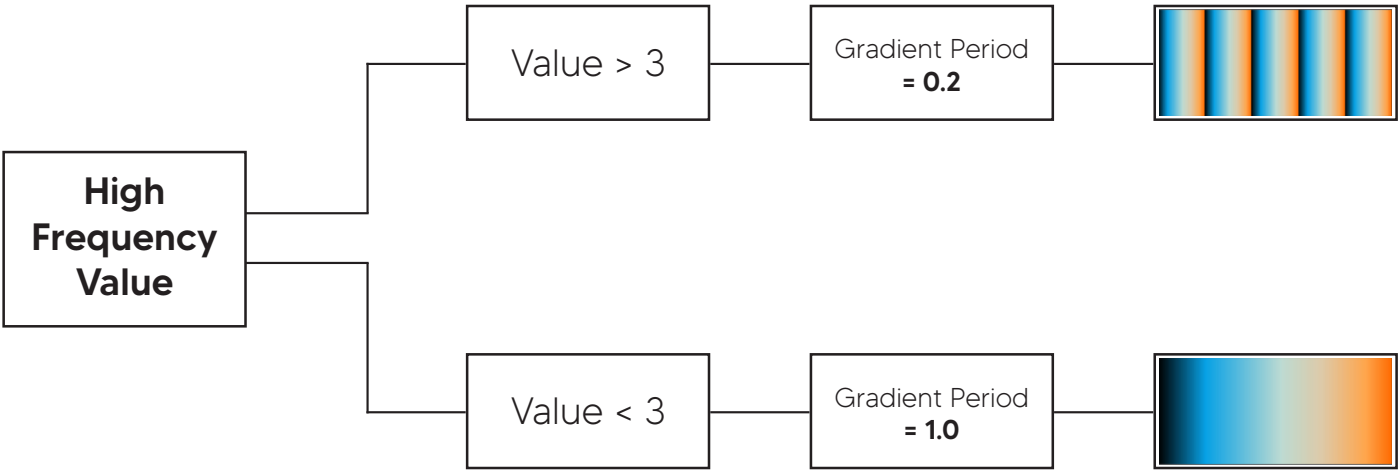 High
Frequency
Value
Value > 3
Gradient Period
= 0.2
Value < 3
Gradient Period
= 1.0